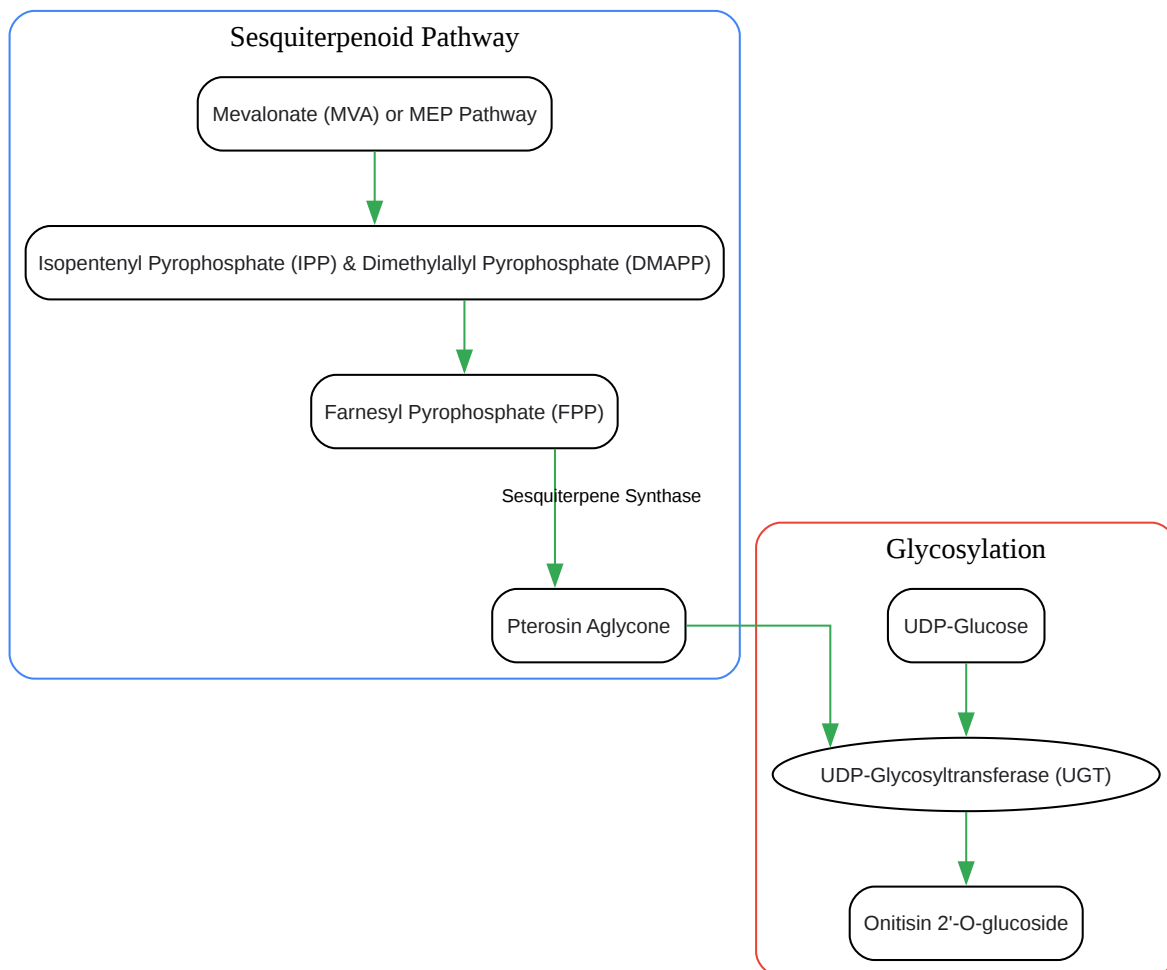 Sesquiterpenoid Pathway
Mevalonate (MVA) or MEP Pathway
Isopentenyl Pyrophosphate (IPP) & Dimethylallyl Pyrophosphate (DMAPP)
Farnesyl Pyrophosphate (FPP)
Sesquiterpene Synthase
Pterosin Aglycone
Glycosylation
UDP-Glucose
UDP-Glycosyltransferase (UGT)
Onitisin 2'-O-glucoside